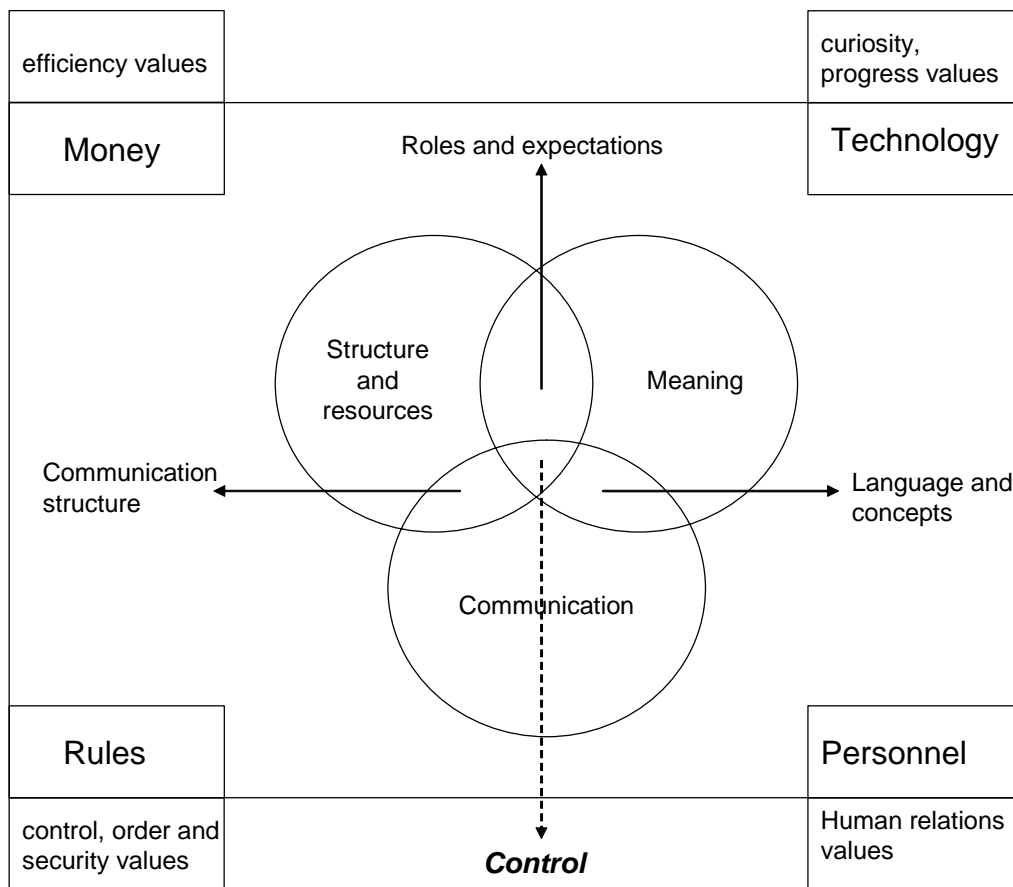 efficiency values
curiosity,
progress values
Money
Technology
Roles and expectations
Structure
and
resources
Meaning
Communication
structure
Language and
concepts
Communication
Rules
Personnel
control, order and
security values
Human relations
values
Control